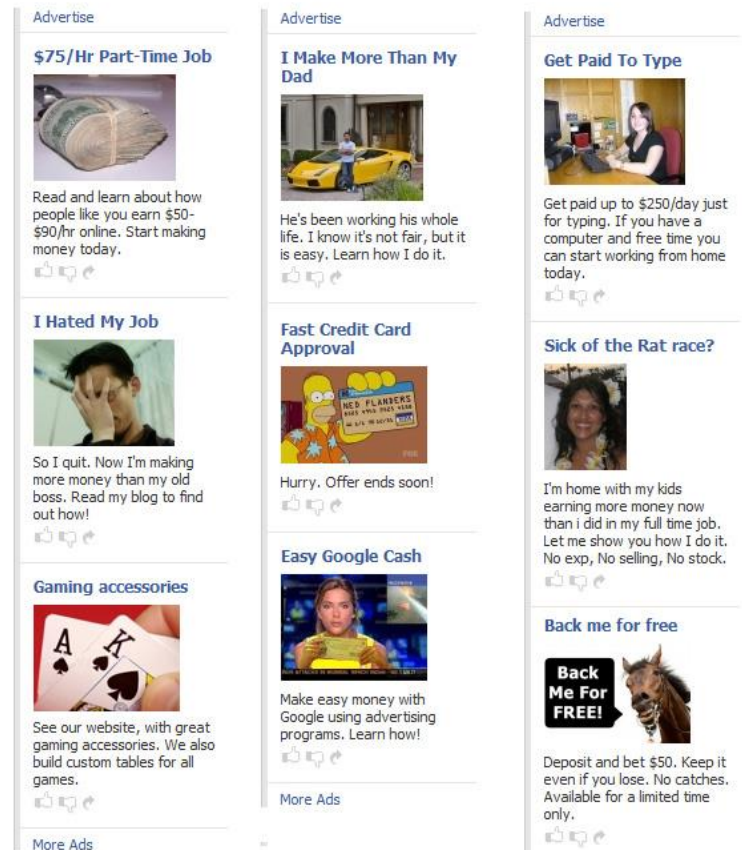 Advertise
$75/Hr Part-Time Job
Read and learn about how
people like you earn $50-
$90/hr online. Start making
money today.
I Hated My Job
So I quit. Now I'm making
more money than my old
boss. Read my blog to find
out how!
Gaming accessories
A K
See our website, with great
gaming accessories. We also
build custom tables for all
games.
More Ads
Advertise
I Make More Than My
Dad
He's been working his whole
life. I know it's not fair, but it
is easy. Learn how I do it.
Fast Credit Card
Approval
NED FLANDERS
VISA
FOX
Hurry. Offer ends soon!
Easy Google Cash
Make easy money with
Google using advertising
programs. Learn how!
More Ads
Advertise
Get Paid To Type
Get paid up to $250/day just
for typing. If you have a
computer and free time you
can start working from home
today.
Sick of the Rat race?
I'm home with my kids
earning more money now
than i did in my full time job.
Let me show you how I do it.
No exp, No selling, No stock.
Back me for free
Back
Me For
FREE!
Deposit and bet $50. Keep it
even if you lose. No catches.
Available for a limited time
only.